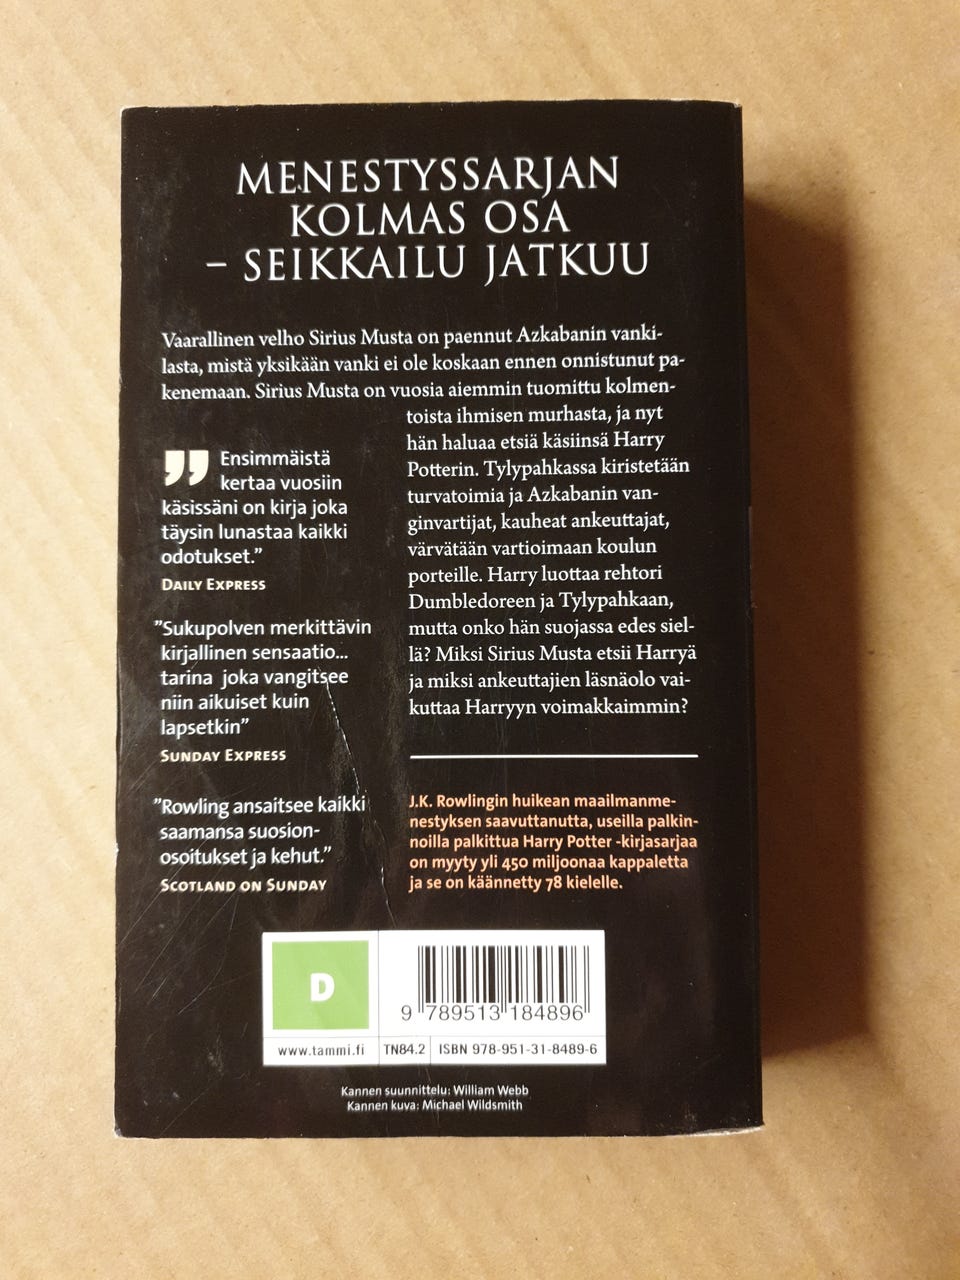 MENESTYSSARJAN
KOLMAS OSA
– SEIKKAILU JATKUU
Vaarallinen velho Sirius Musta on paennut Azkabanin vanki-
lasta, mistä yksikään vanki ei ole koskaan ennen onnistunut pa-
kenemaan. Sirius Musta on vuosia aiemmin tuomittu kolmen-
toista ihmisen murhasta, ja nyt
hän haluaa etsiä käsiinsä Harry
Potterin. Tylypahkassa kiristetään
turvatoimia ja Azkabanin van-
ginvartijat, kauheat ankeuttajat,
värvätään vartioimaan koulun
porteille. Harry luottaa rehtori
Dumbledoreen ja Tylypahkaan,
mutta onko hän suojassa edes siel-
lä? Miksi Sirius Musta etsii Harryä
ja miksi ankeuttajien läsnäolo vai-
kuttaa Harryyn voimakkaimmin?
” Ensimmäistä
kertaa vuosiin
käsissäni on kirja joka
täysin lunastaa kaikki
odotukset.”
DAILY EXPRESS
”Sukupolven merkittävin
kirjallinen sensaatio...
tarina joka vangitsee
niin aikuiset kuin
lapsetkin”
SUNDAY EXPRESS
”Rowling ansaitsee kaikki
saamansa suosion-
osoitukset ja kehut.”
SCOTLAND ON SUNDAY
J.K. Rowlingin huikean maailmanme-
nestyksen saavuttanutta, useilla palkin-
noilla palkittua Harry Potter -kirjasarjaa
on myyty yli 450 miljoonaa kappaletta
ja se on käännetty 78 kielelle.
D
9 789513 184896
www.tammi.fi TN84.2 ISBN 978-951-31-8489-6
Kannen suunnittelu: William Webb
Kannen kuva: Michael Wildsmith